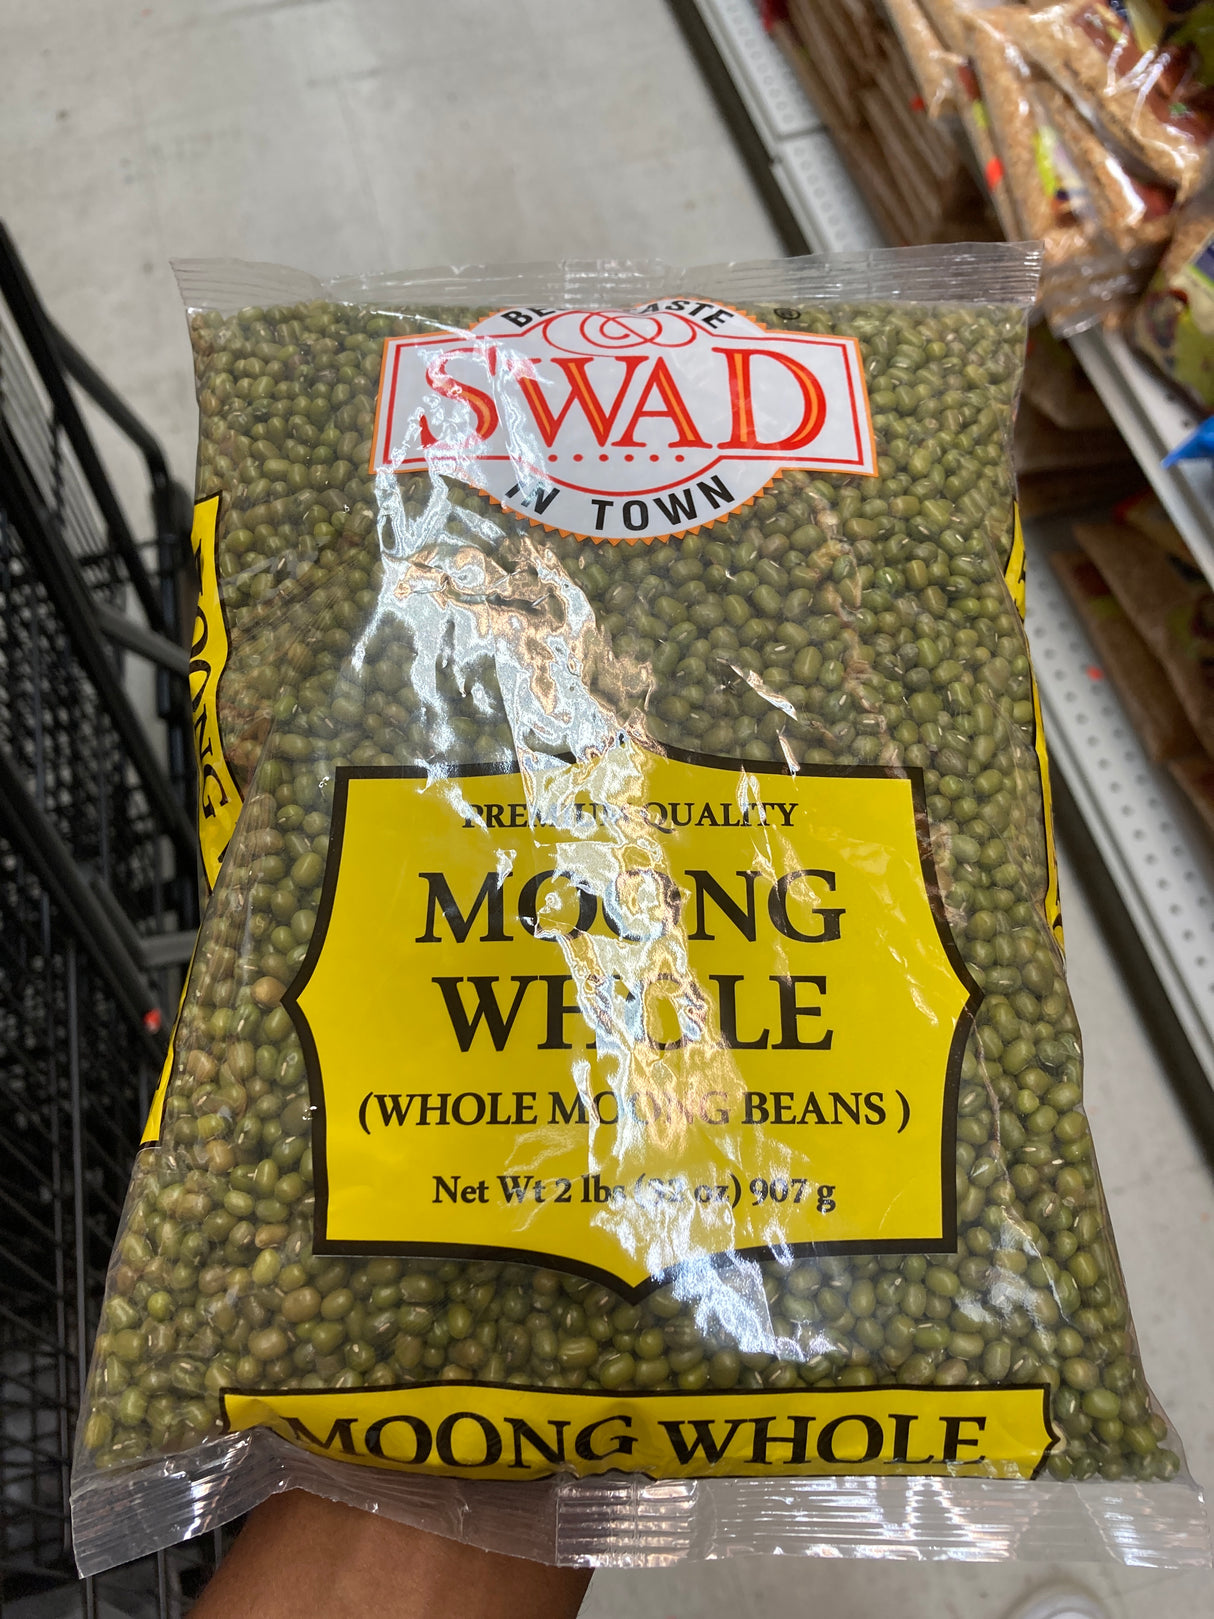 BEST TASTE
®
SWAD
IN TOWN
PREMIUM QUALITY
MOONG
WHOLE
(WHOLE MOONG BEANS )
Net Wt 2 lbs (32 oz) 907 g
MOONG WHOLE
MOONG